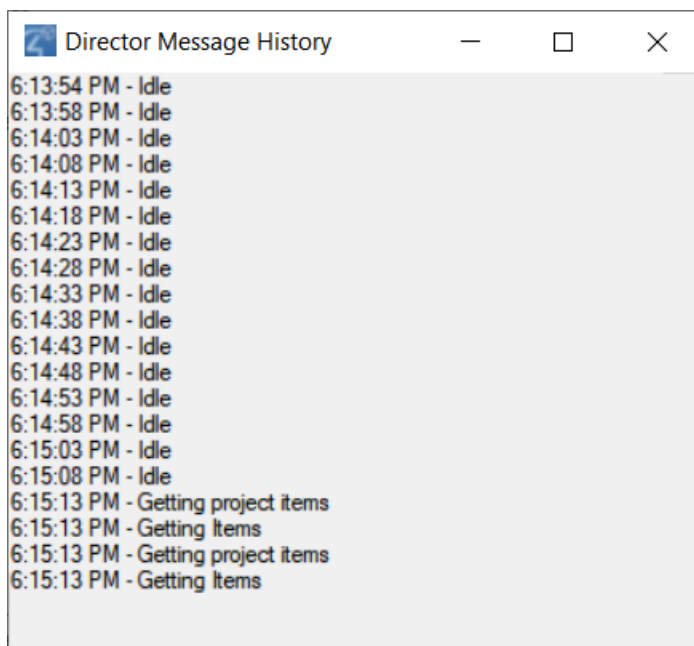 Director Message History
6:13:54 PM - Idle
6:13:58 PM - Idle
6:14:03 PM - Idle
6:14:08 PM - Idle
6:14:13 PM - Idle
6:14:18 PM - Idle
6:14:23 PM - Idle
6:14:28 PM - Idle
6:14:33 PM - Idle
6:14:38 PM - Idle
6:14:43 PM - Idle
6:14:48 PM - Idle
6:14:53 PM - Idle
6:14:58 PM - Idle
6:15:03 PM - Idle
6:15:08 PM - Idle
6:15:13 PM - Getting project items
6:15:13 PM - Getting Items
6:15:13 PM - Getting project items
6:15:13 PM - Getting Items